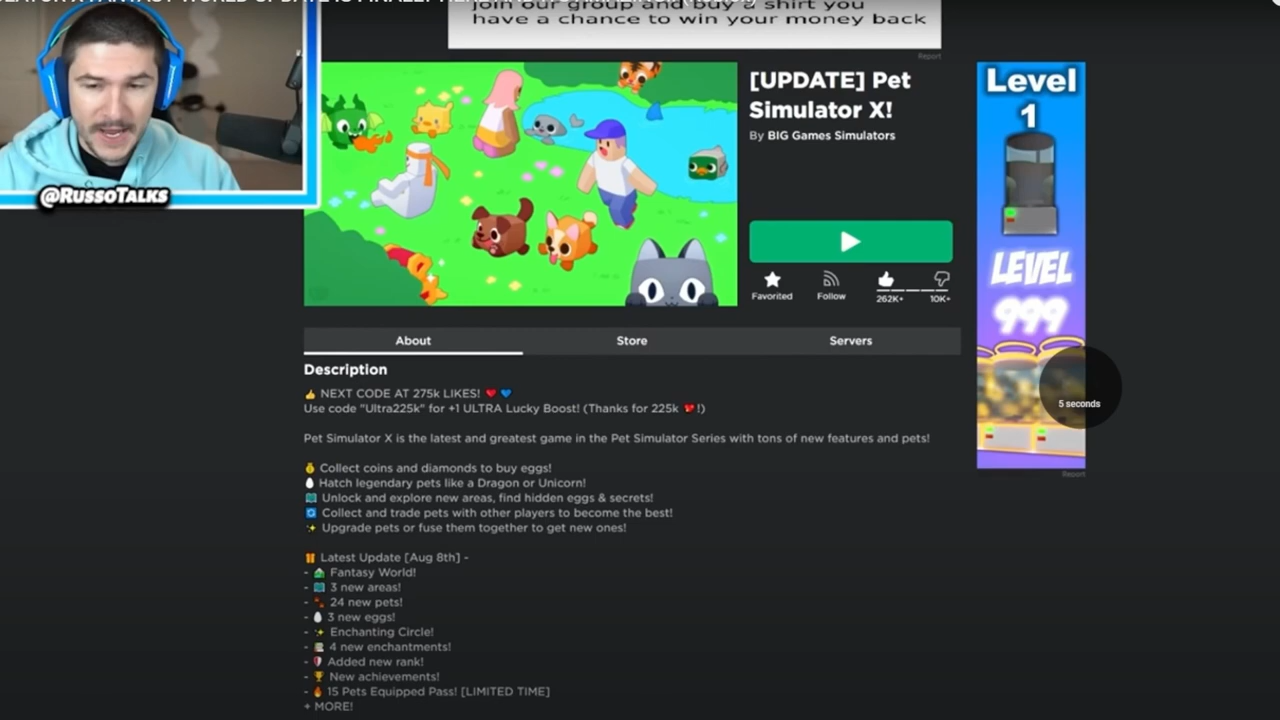 join our group and buy a shirt you
have a chance to win your money back
Report
@RussoTalks
[UPDATE] Pet
Simulator X!
By BIG Games Simulators
Favorited
Follow
262K+
10K+
Level
1
LEVEL
999
5 seconds
Report
About
Store
Servers
Description
👍 NEXT CODE AT 275k LIKES! ❤️ 💙
Use code "Ultra225k" for +1 ULTRA Lucky Boost! (Thanks for 225k ❤️!)
Pet Simulator X is the latest and greatest game in the Pet Simulator Series with tons of new features and pets!
Collect coins and diamonds to buy eggs!
Hatch legendary pets like a Dragon or Unicorn!
Unlock and explore new areas, find hidden eggs & secrets!
Collect and trade pets with other players to become the best!
Upgrade pets or fuse them together to get new ones!
Latest Update [Aug 8th] -
- Fantasy World!
- 3 new areas!
- 24 new pets!
- 3 new eggs!
- Enchanting Circle!
- 4 new enchantments!
- Added new rank!
- New achievements!
- 15 Pets Equipped Pass! [LIMITED TIME]
+ MORE!